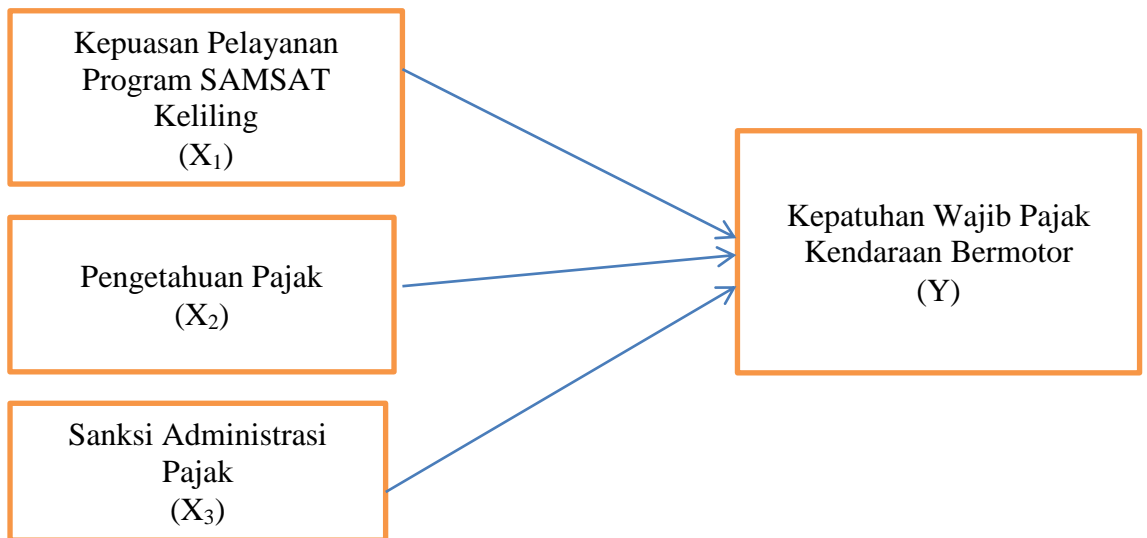 Kepuasan Pelayanan
Program SAMSAT
Keliling
(X₁)
Pengetahuan Pajak
(X₂)
Sanksi Administrasi
Pajak
(X₃)
Kepatuhan Wajib Pajak
Kendaraan Bermotor
(Y)